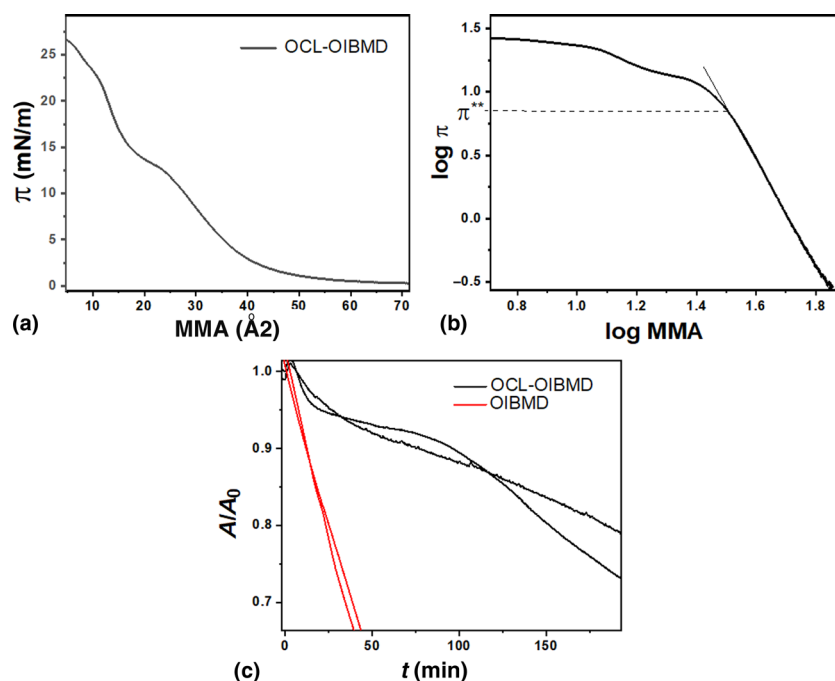 OCL-OIBMD
π (mN/m)
25
20
15
10
5
0
10 20 30 40 50 60 70
(a) MMA (Å2)
log π
π**
1.5
1.0
0.5
0.0
–0.5
0.8 1.0 1.2 1.4 1.6 1.8
(b) log MMA
OCL-OIBMD
OIBMD
A/A0
1.0
0.9
0.8
0.7
0 50 100 150
(c) t (min)